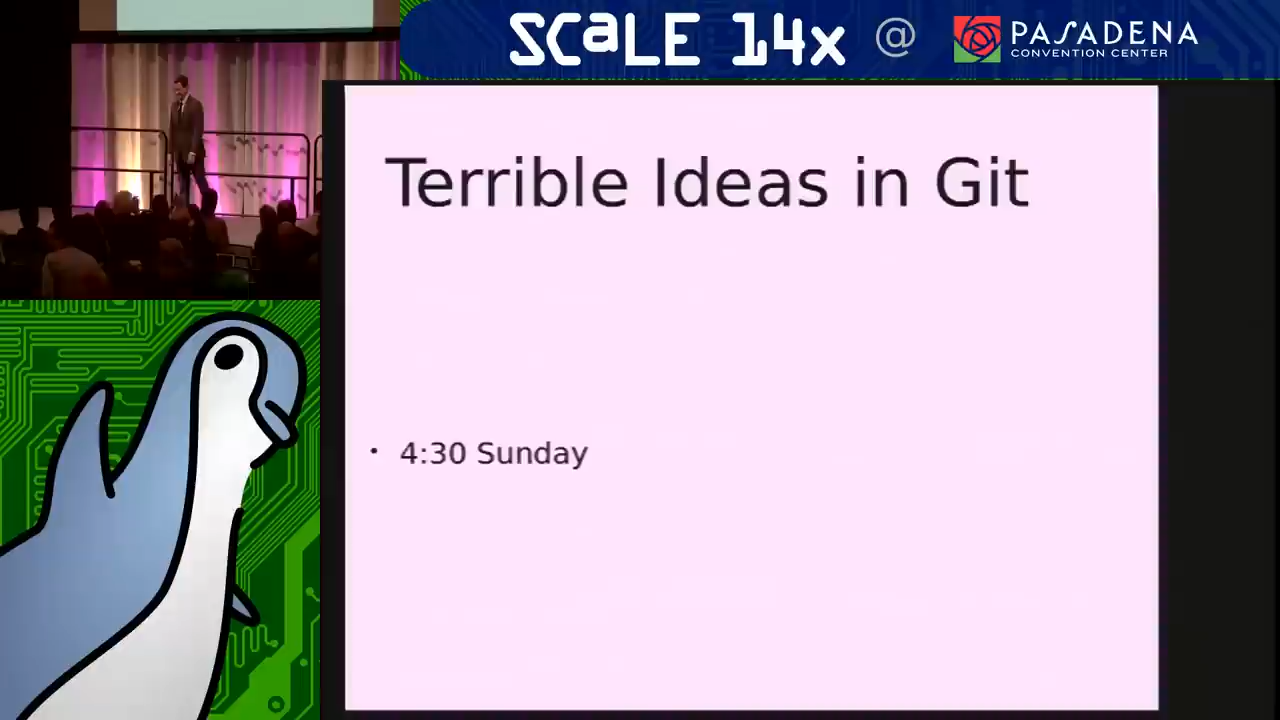 SCALE 14x @ PASADENA
CONVENTION CENTER
Terrible Ideas in Git
• 4:30 Sunday